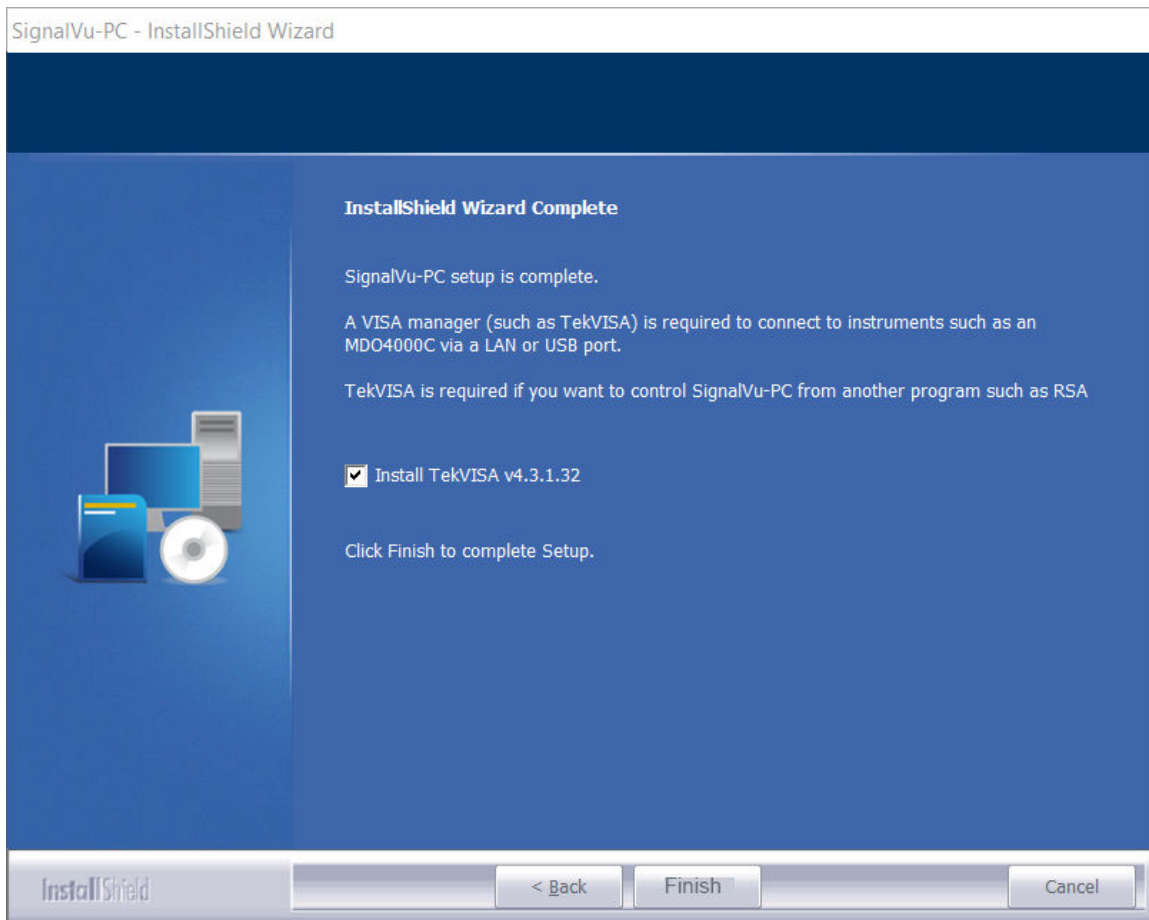 SignalVu-PC - InstallShield Wizard
InstallShield Wizard Complete
SignalVu-PC setup is complete.
A VISA manager (such as TekVISA) is required to connect to instruments such as an
MDO4000C via a LAN or USB port.
TekVISA is required if you want to control SignalVu-PC from another program such as RSA
Install TekVISA v4.3.1.32
Click Finish to complete Setup.
InstallShield
< Back
Finish
Cancel